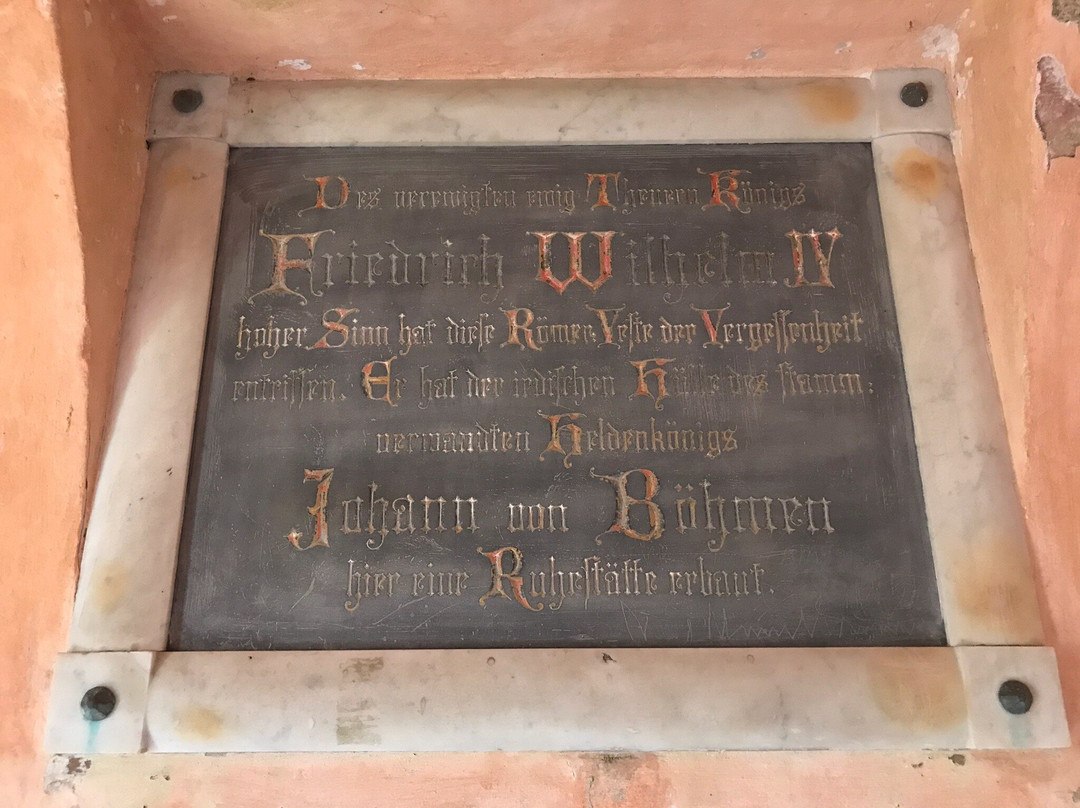 Des verewigten ewig Theuern Königs
Friedrich Wilhelm IV
hoher Sinn hat diese Römer-Veste der Vergessenheit
entrissen. Er hat der irdischen Hülle des stamm-
verwandten Heldenkönigs
Johann von Böhmen
hier eine Ruhestätte erbaut.